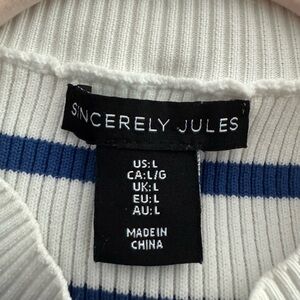 SINCERELY JULES
US:L
CA:L/G
UK:L
EU:L
AU:L
MADE IN
CHINA